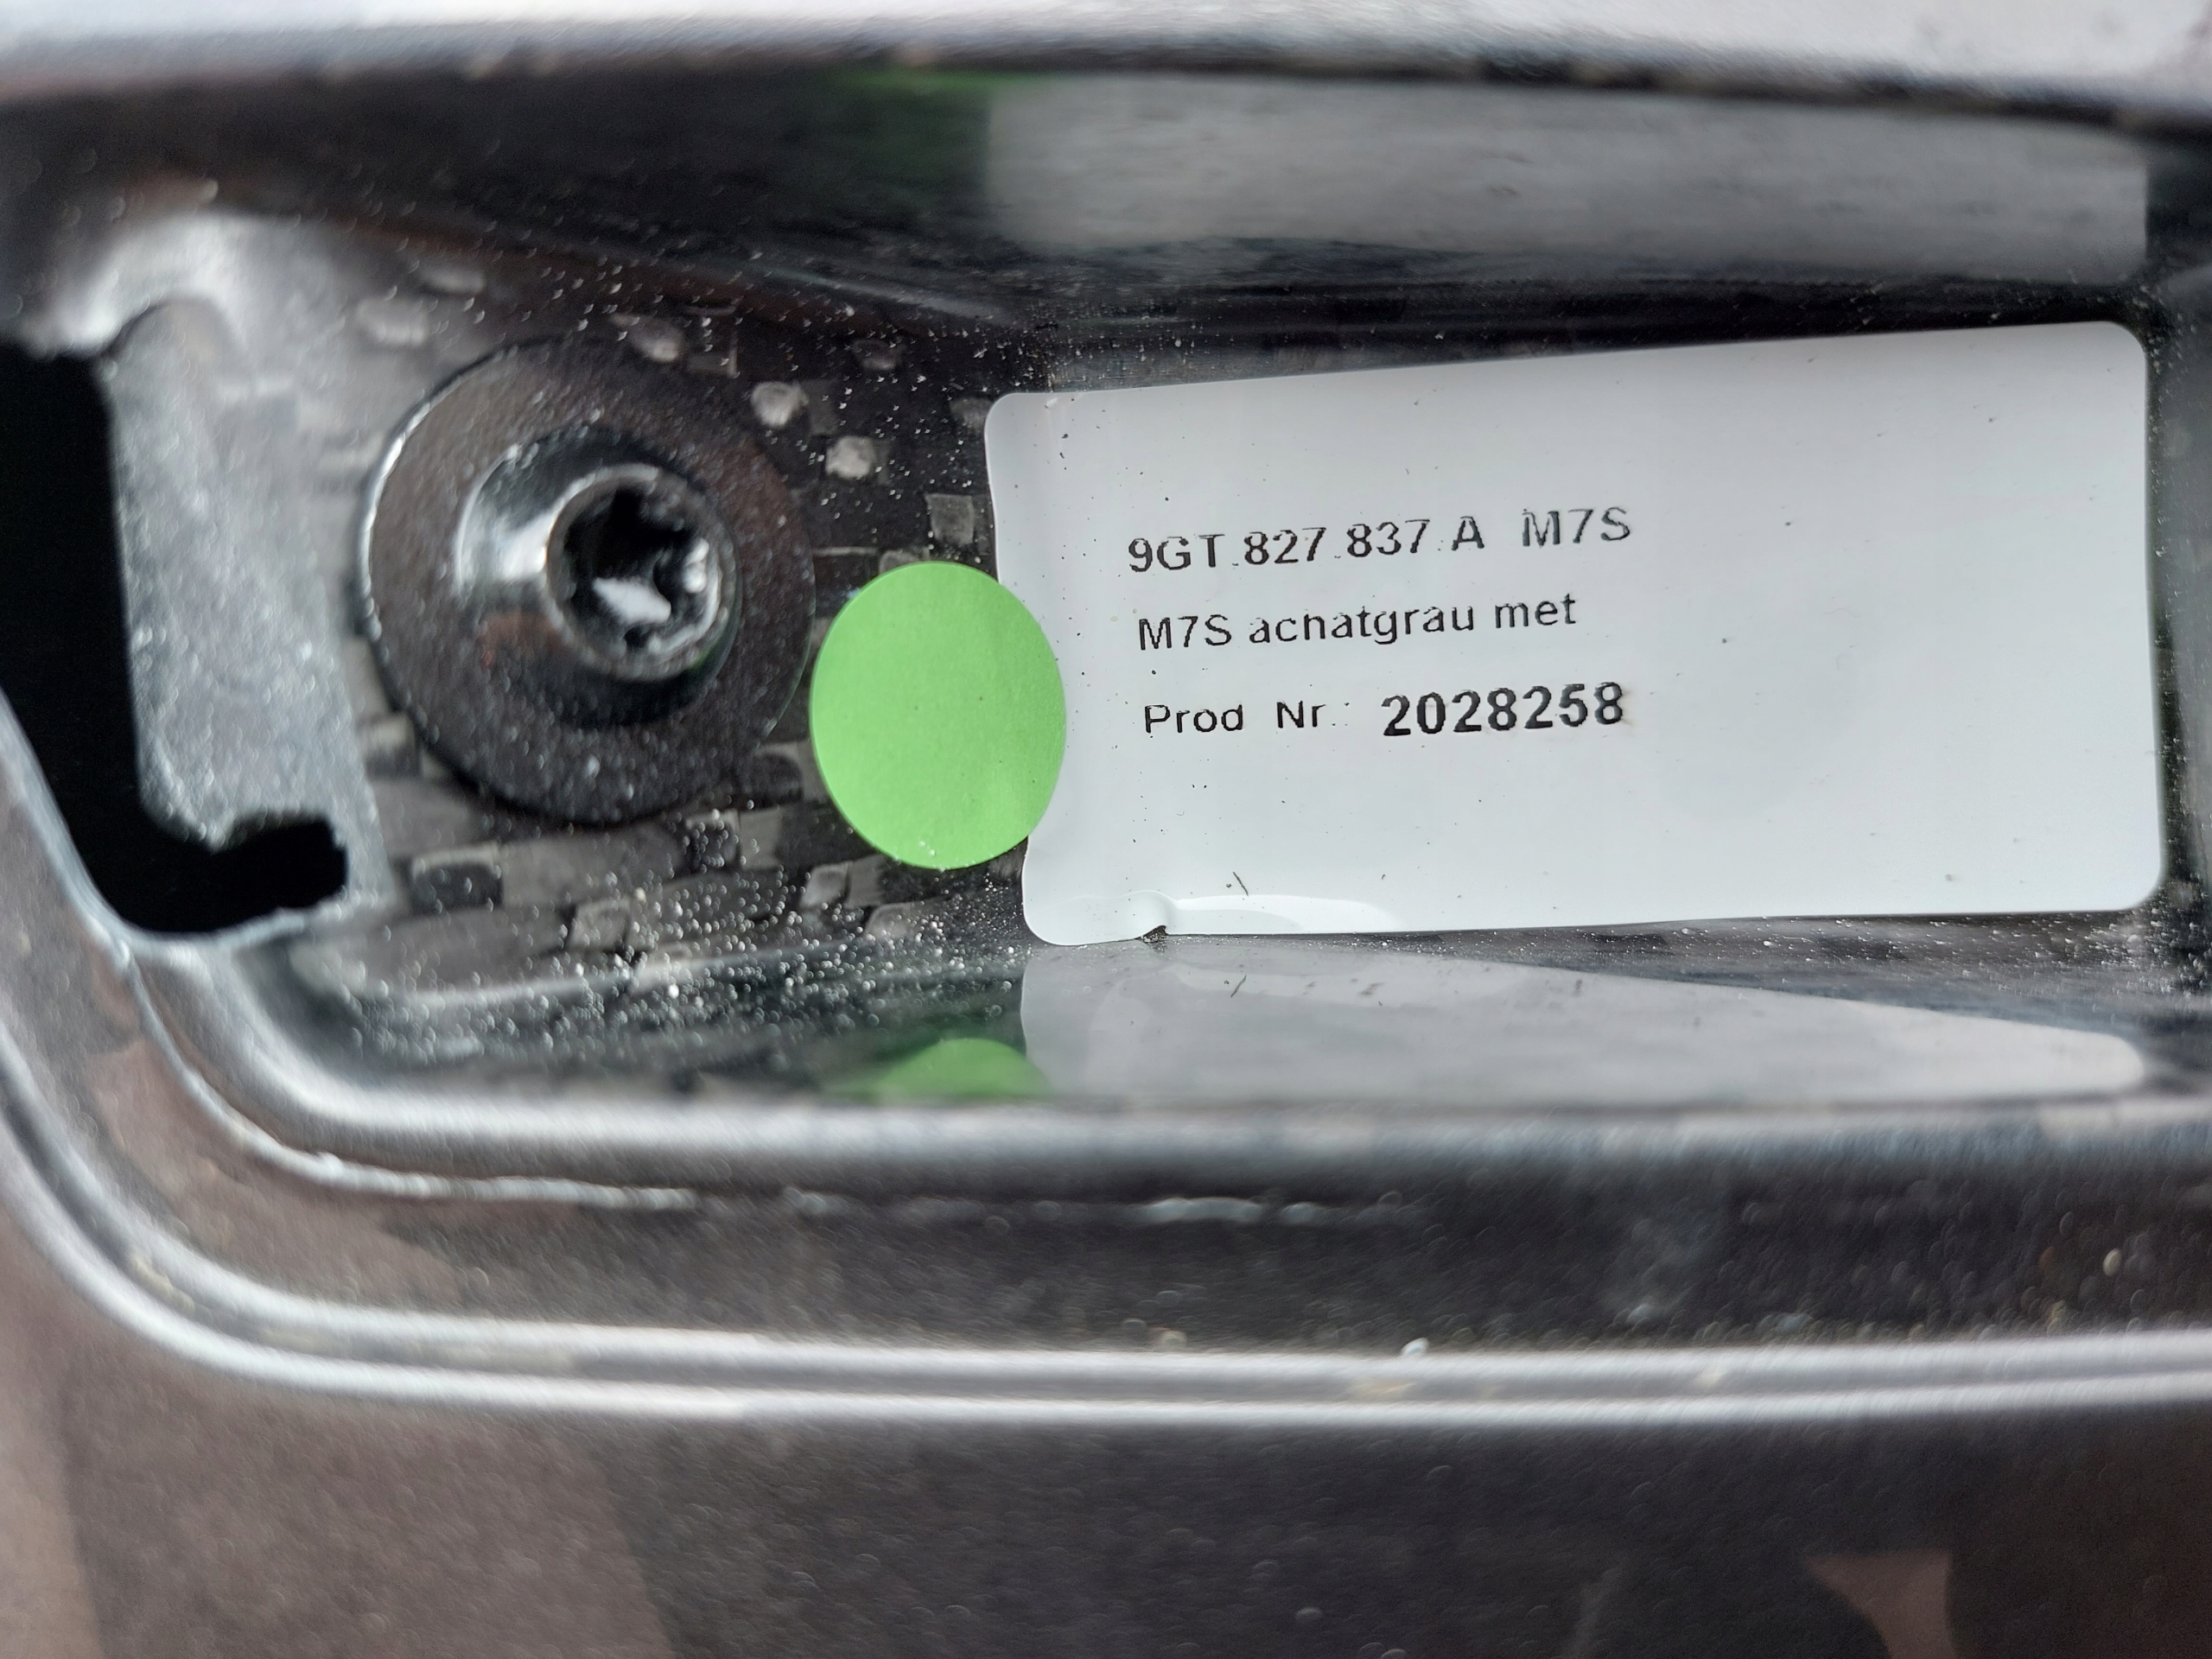 9GT.827.837.A M7S
M7S achatgrau met
Prod Nr.: 2028258